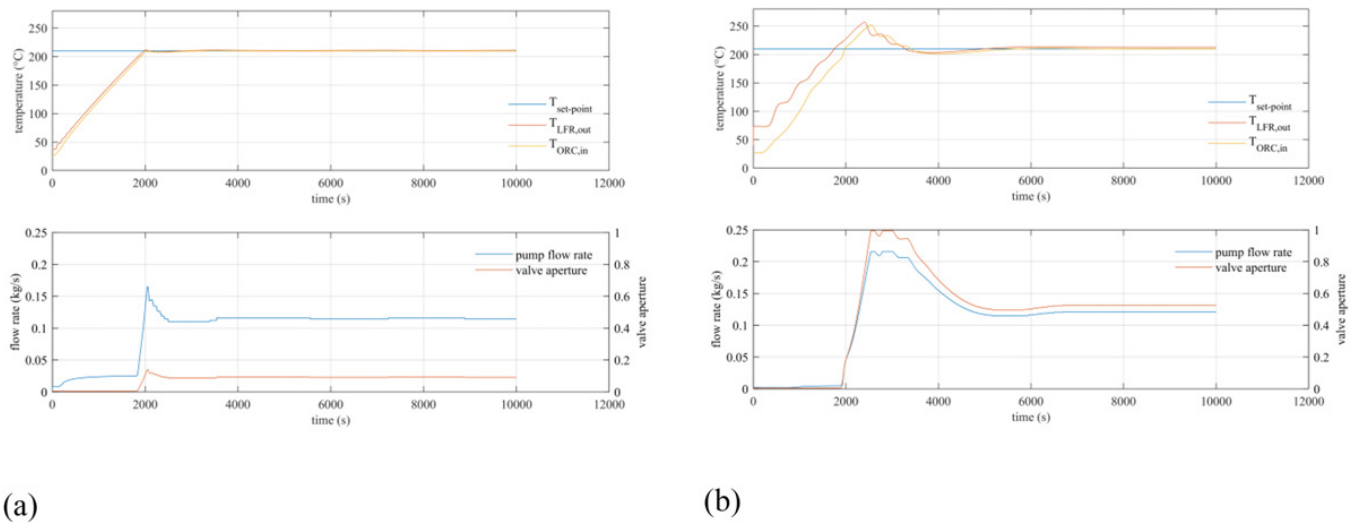 250
200
150
100
50
0
temperature (°C)
T set-point
T LFR,out
T ORC,in
0 2000 4000 6000 8000 10000 12000
time (s)
0.25
0.2
0.15
0.1
0.05
0
flow rate (kg/s)
pump flow rate
valve aperture
1
0.8
0.6
0.4
0.2
0
valve aperture
0 2000 4000 6000 8000 10000 12000
time (s)
(a)
250
200
150
100
50
0
temperature (°C)
T set-point
T LFR,out
T ORC,in
0 2000 4000 6000 8000 10000 12000
time (s)
0.25
0.2
0.15
0.1
0.05
0
flow rate (kg/s)
pump flow rate
valve aperture
1
0.8
0.6
0.4
0.2
0
valve aperture
0 2000 4000 6000 8000 10000 12000
time (s)
(b)